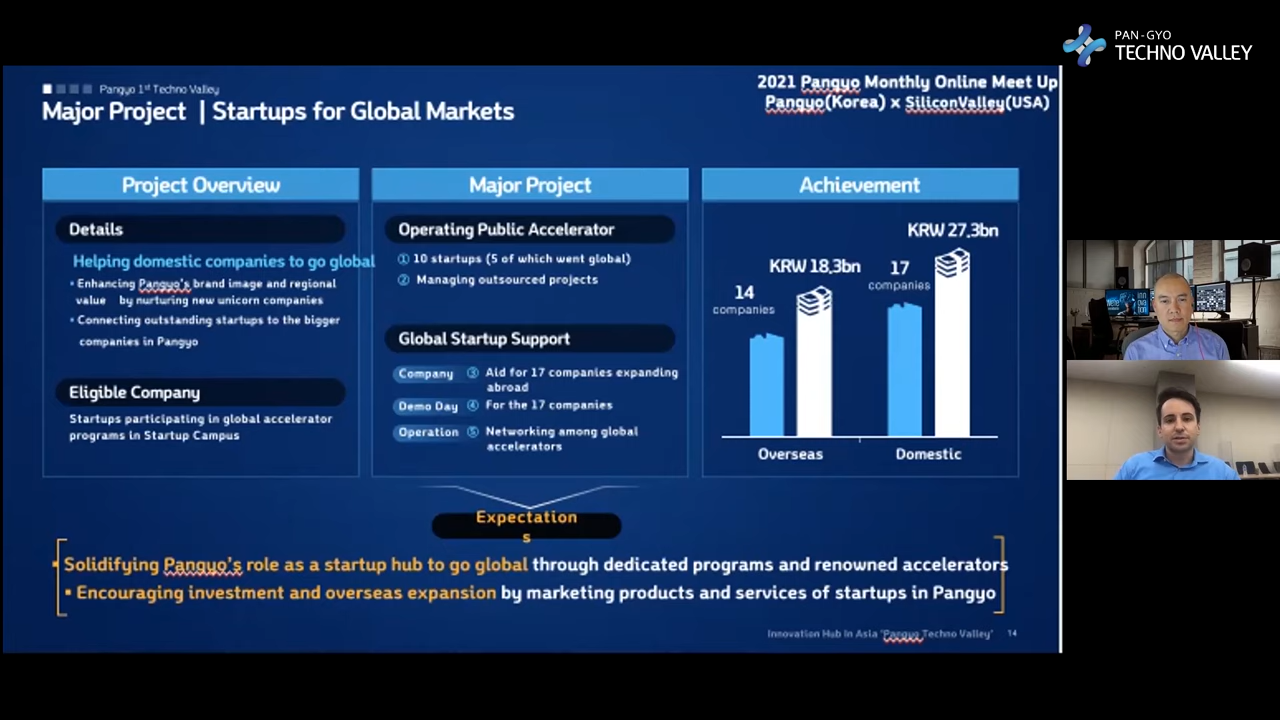 PAN-GYO
TECHNO VALLEY
Pangyo 1st Techno Valley
Major Project | Startups for Global Markets
2021 Pangyo Monthly Online Meet Up
Pangyo(Korea) x SiliconValley(USA)
Project Overview
Details
Helping domestic companies to go global
• Enhancing Pangyo's brand image and regional
value by nurturing new unicorn companies
• Connecting outstanding startups to the bigger
companies in Pangyo
Eligible Company
Startups participating in global accelerator
programs in Startup Campus
Major Project
Operating Public Accelerator
① 10 startups (5 of which went global)
② Managing outsourced projects
Global Startup Support
Company ③ Aid for 17 companies expanding
abroad
Demo Day ④ For the 17 companies
Operation ⑤ Networking among global
accelerators
Achievement
KRW 27.3bn
KRW 18,3bn
17
companies
14
companies
Overseas
Domestic
Expectation
s
▪ Solidifying Pangyo's role as a startup hub to go global through dedicated programs and renowned accelerators
▪ Encouraging investment and overseas expansion by marketing products and services of startups in Pangyo
Innovation Hub In Asia 'Pangyo Techno Valley' 14